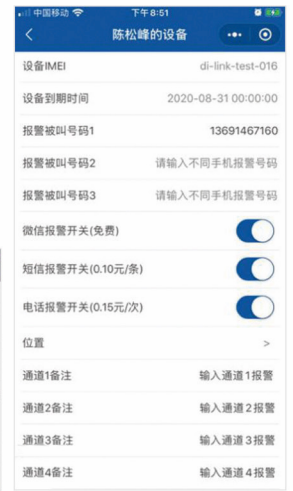 中国移动 下午8:51
陈松峰的设备
设备IMEI di-link-test-016
设备到期时间 2020-08-31 00:00:00
报警被叫号码1 13691467160
报警被叫号码2 请输入不同手机报警号码
报警被叫号码3 请输入不同手机报警号码
微信报警开关(免费)
短信报警开关(0.10元/条)
电话报警开关(0.15元/次)
位置 >
通道1备注 输入通道1报警
通道2备注 输入通道2报警
通道3备注 输入通道3报警
通道4备注 输入通道4报警